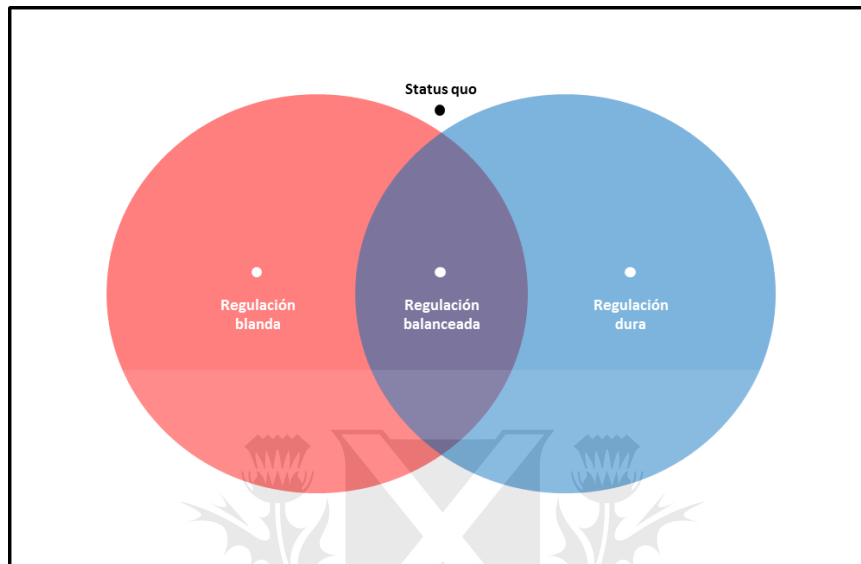 Status quo
Regulación
blanda
Regulación
balanceada
Regulación
dura